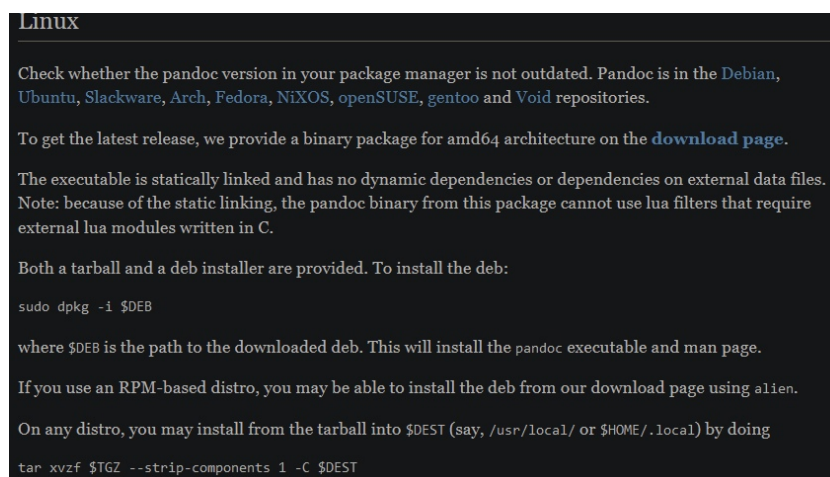 Linux
Check whether the pandoc version in your package manager is not outdated. Pandoc is in the Debian,
Ubuntu, Slackware, Arch, Fedora, NiXOS, openSUSE, gentoo and Void repositories.
To get the latest release, we provide a binary package for amd64 architecture on the download page.
The executable is statically linked and has no dynamic dependencies or dependencies on external data files.
Note: because of the static linking, the pandoc binary from this package cannot use lua filters that require
external lua modules written in C.
Both a tarball and a deb installer are provided. To install the deb:
sudo dpkg -i $DEB
where $DEB is the path to the downloaded deb. This will install the pandoc executable and man page.
If you use an RPM-based distro, you may be able to install the deb from our download page using alien.
On any distro, you may install from the tarball into $DEST (say, /usr/local/ or $HOME/.local) by doing
tar xvzf $TGZ --strip-components 1 -C $DEST